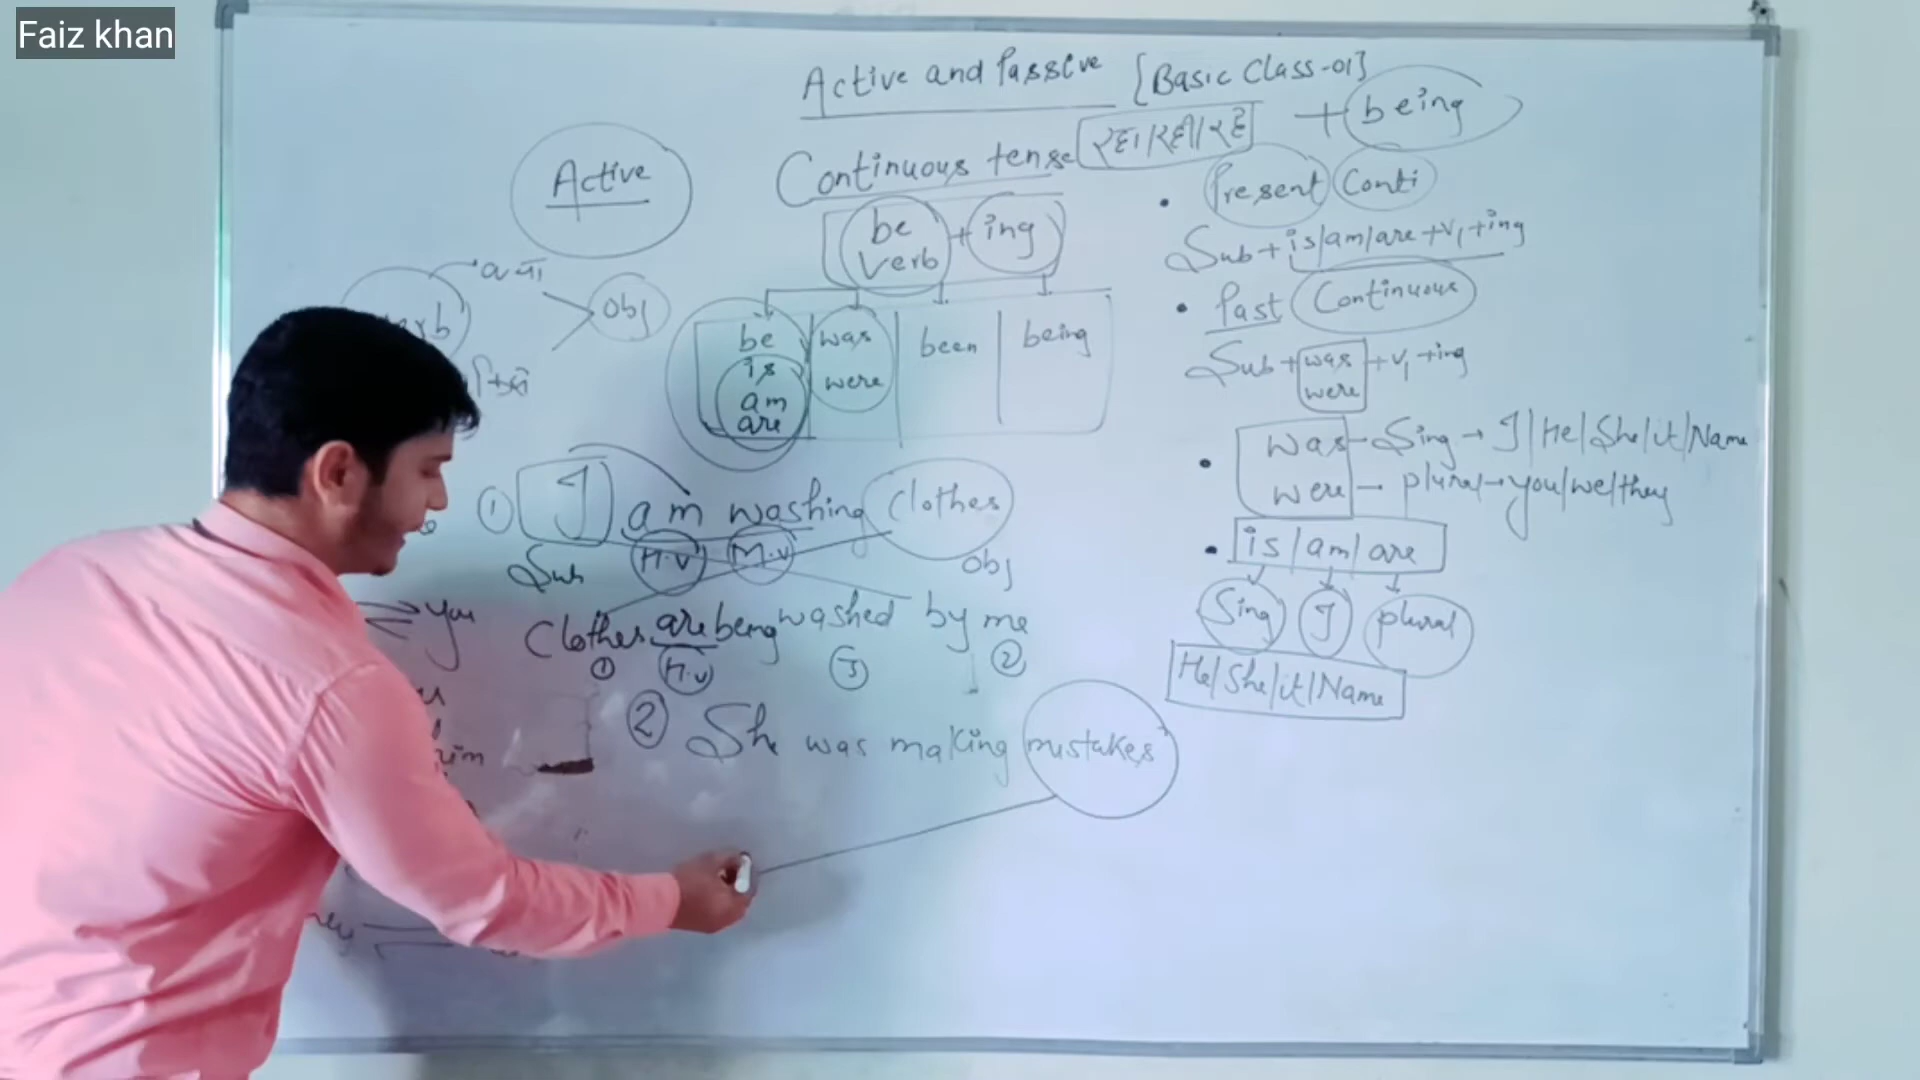 Faiz khan
Active and Passive [Basic Class-01]
Continuous tense रहा/रही/रहे + being
Active
be verb + ing
Obj
be is am are
was were
been
being
• Present Conti
Sub + is/am/are + V₁ + ing
• Past Continuous
Sub + was were + V₁ + ing
• was - Sing → I/He/She/it/Name
were - plural → you/we/they
• is/am/are
Sing I plural
He/She/it/Name
① I am washing clothes
Sub H.v M.v Obj
Clothes are being washed by me
① H.v ③ ②
you
② She was making mistakes